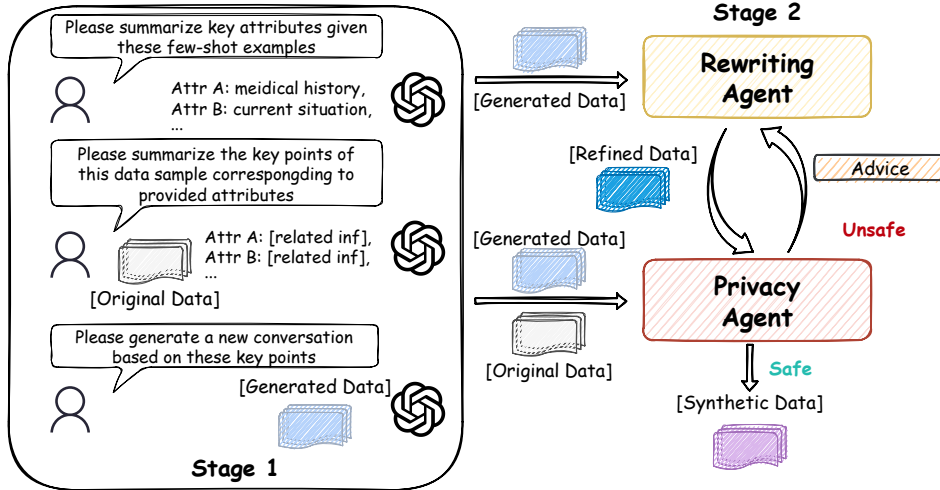 Please summarize key attributes given
these few-shot examples
Attr A: meidical history,
Attr B: current situation,
...
Please summarize the key points of
this data sample correspongding to
provided attributes
Attr A: [related inf],
Attr B: [related inf],
...
[Original Data]
Please generate a new conversation
based on these key points
[Generated Data]
Stage 1
[Generated Data]
[Generated Data]
[Original Data]
Stage 2
Rewriting
Agent
[Refined Data]
Advice
Unsafe
Privacy
Agent
Safe
[Synthetic Data]